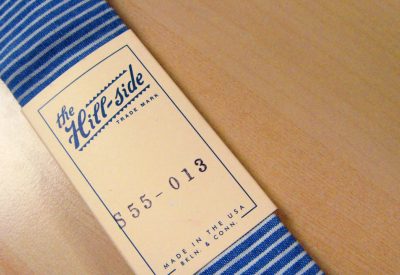 the
Hill-side
TRADE MARK
S55-013
MADE IN THE USA
BKLN. & CONN.